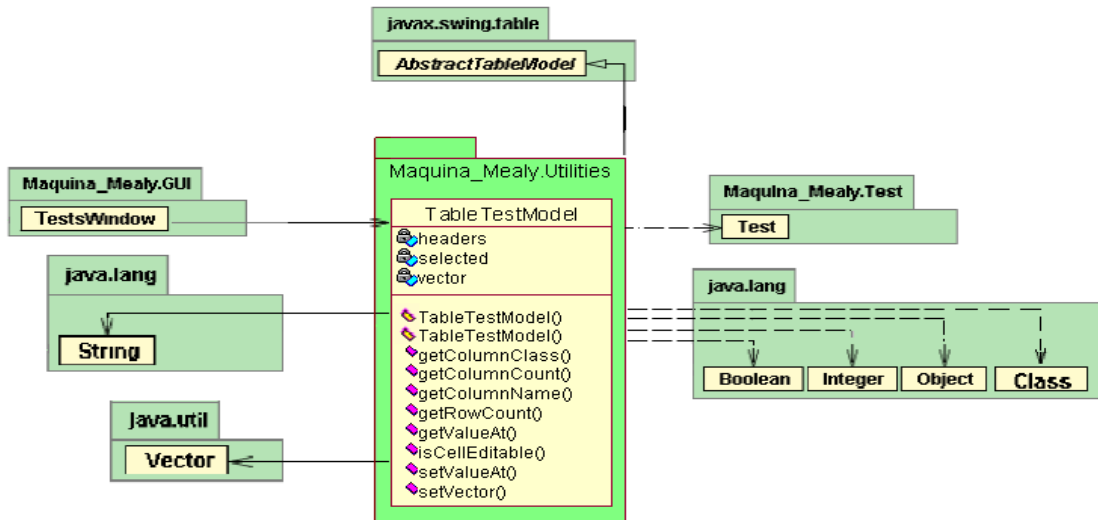 javax.swing.table
AbstractTableModel
Maquina_Mealy.Utilities
TableTestModel
headers
selected
vector
TableTestModel()
TableTestModel()
getColumnClass()
getColumnCount()
getColumnName()
getRowCount()
getValueAt()
isCellEditable()
setValueAt()
setVector()
Maquina_Mealy.GUI
TestsWindow
java.lang
String
java.util
Vector
Maquina_Mealy.Test
Test
java.lang
Boolean
Integer
Object
Class